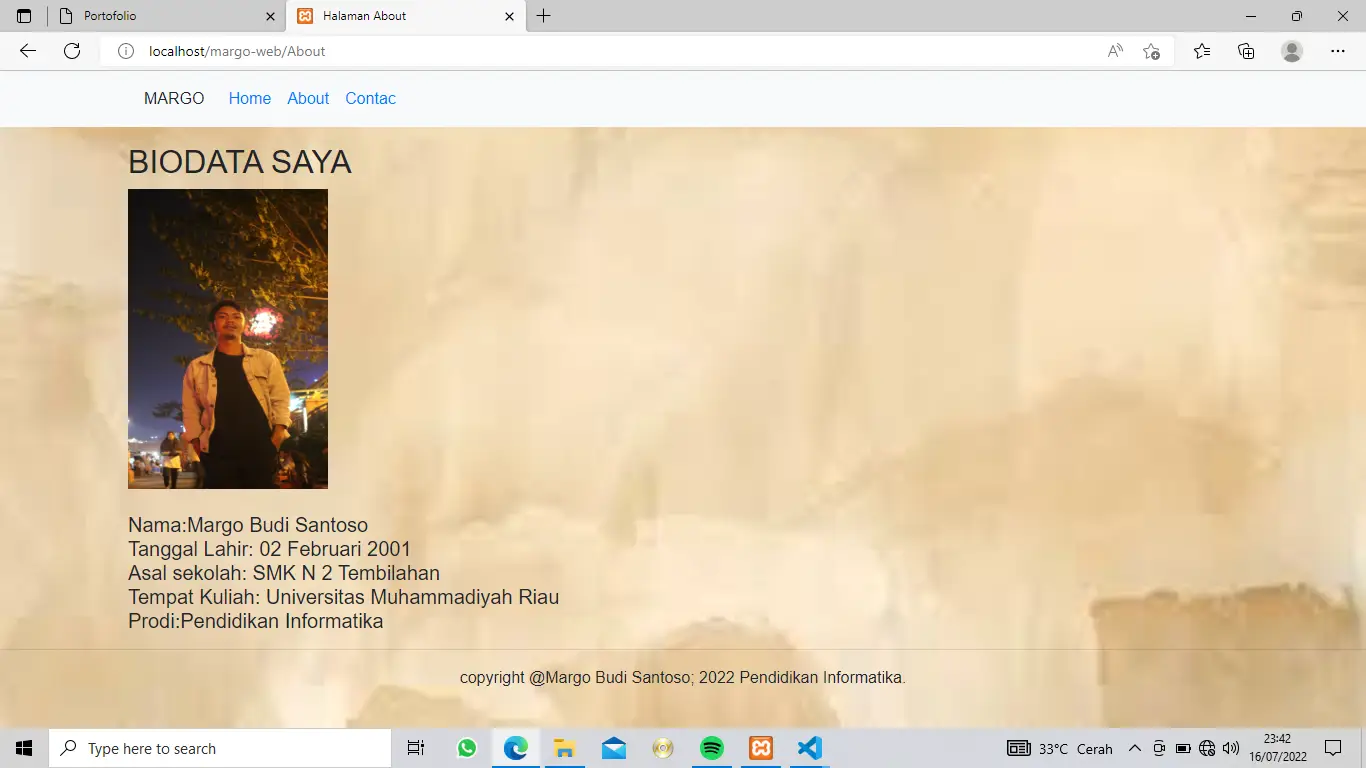 Portofolio
Halaman About
localhost/margo-web/About
MARGO Home About Contac
BIODATA SAYA
Nama:Margo Budi Santoso
Tanggal Lahir: 02 Februari 2001
Asal sekolah: SMK N 2 Tembilahan
Tempat Kuliah: Universitas Muhammadiyah Riau
Prodi:Pendidikan Informatika
copyright @Margo Budi Santoso; 2022 Pendidikan Informatika.
Type here to search
33°C Cerah
23:42
16/07/2022